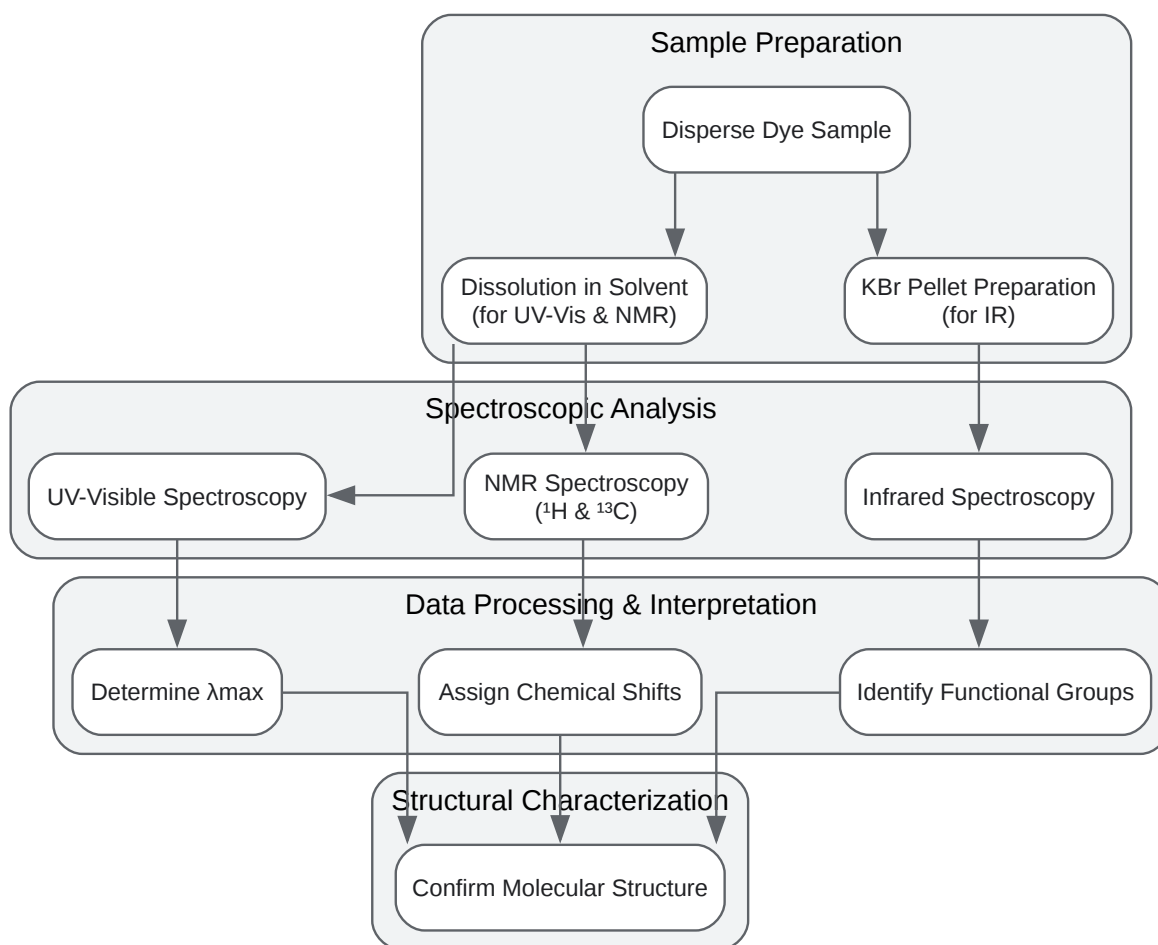 Sample Preparation
Disperse Dye Sample
Dissolution in Solvent
(for UV-Vis & NMR)
KBr Pellet Preparation
(for IR)
Spectroscopic Analysis
UV-Visible Spectroscopy
NMR Spectroscopy
(¹H & ¹³C)
Infrared Spectroscopy
Data Processing & Interpretation
Determine λmax
Assign Chemical Shifts
Identify Functional Groups
Structural Characterization
Confirm Molecular Structure